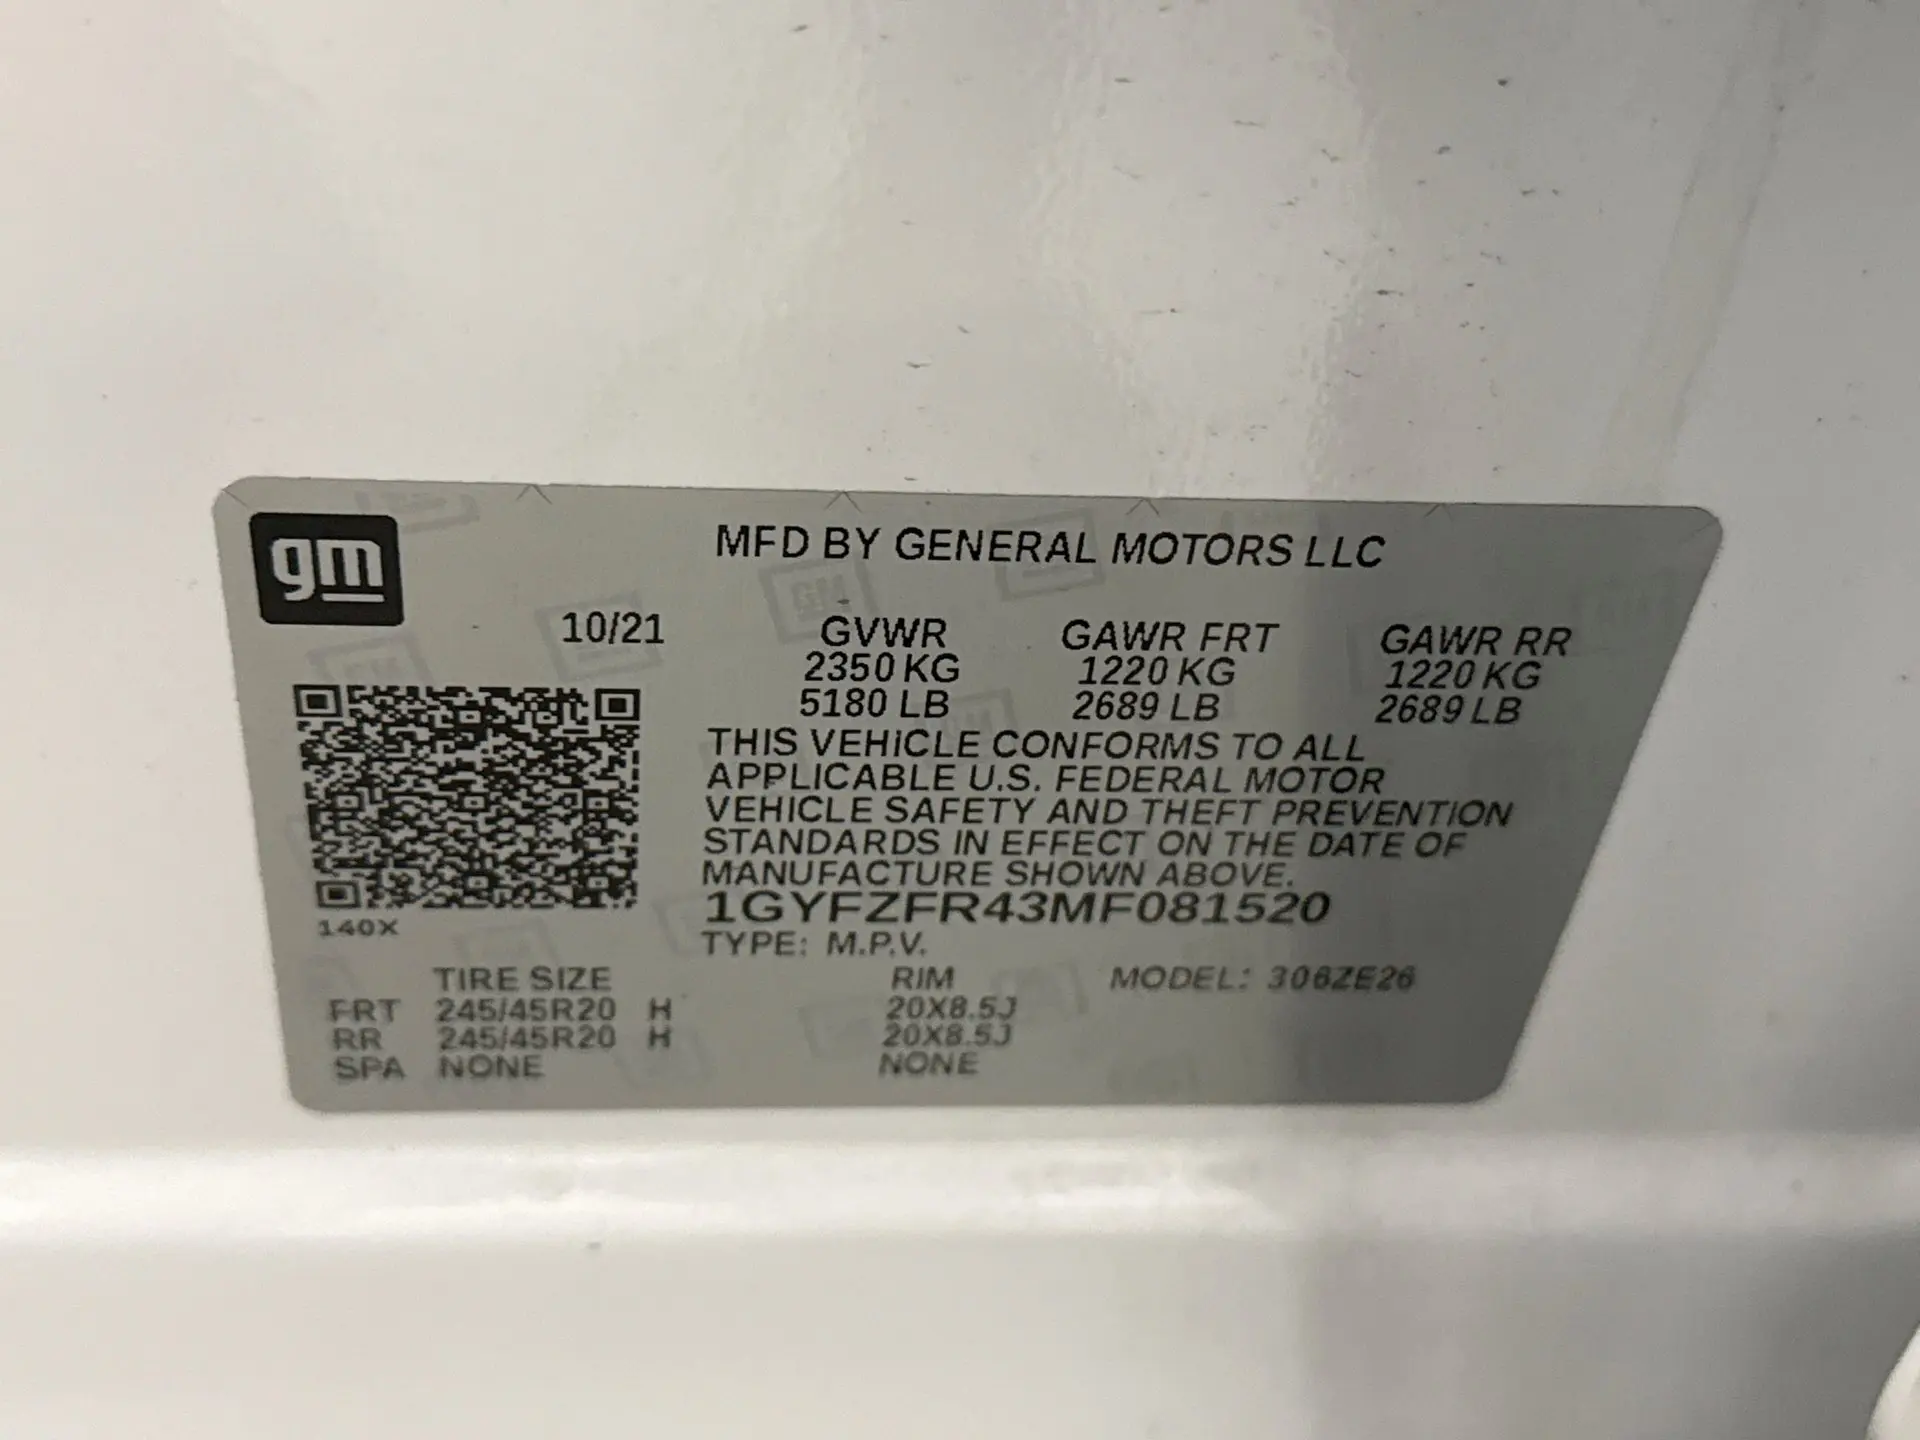 gm
MFD BY GENERAL MOTORS LLC
10/21 GVWR GAWR FRT GAWR RR
2350 KG 1220 KG 1220 KG
5180 LB 2689 LB 2689 LB
THIS VEHICLE CONFORMS TO ALL
APPLICABLE U.S. FEDERAL MOTOR
VEHICLE SAFETY AND THEFT PREVENTION
STANDARDS IN EFFECT ON THE DATE OF
MANUFACTURE SHOWN ABOVE.
1GYFZFR43MF081520
140X
TYPE: M.P.V.
TIRE SIZE RIM MODEL: 306ZE26
FRT 245/45R20 H 20X8.5J
RR 245/45R20 H 20X8.5J
SPA NONE NONE